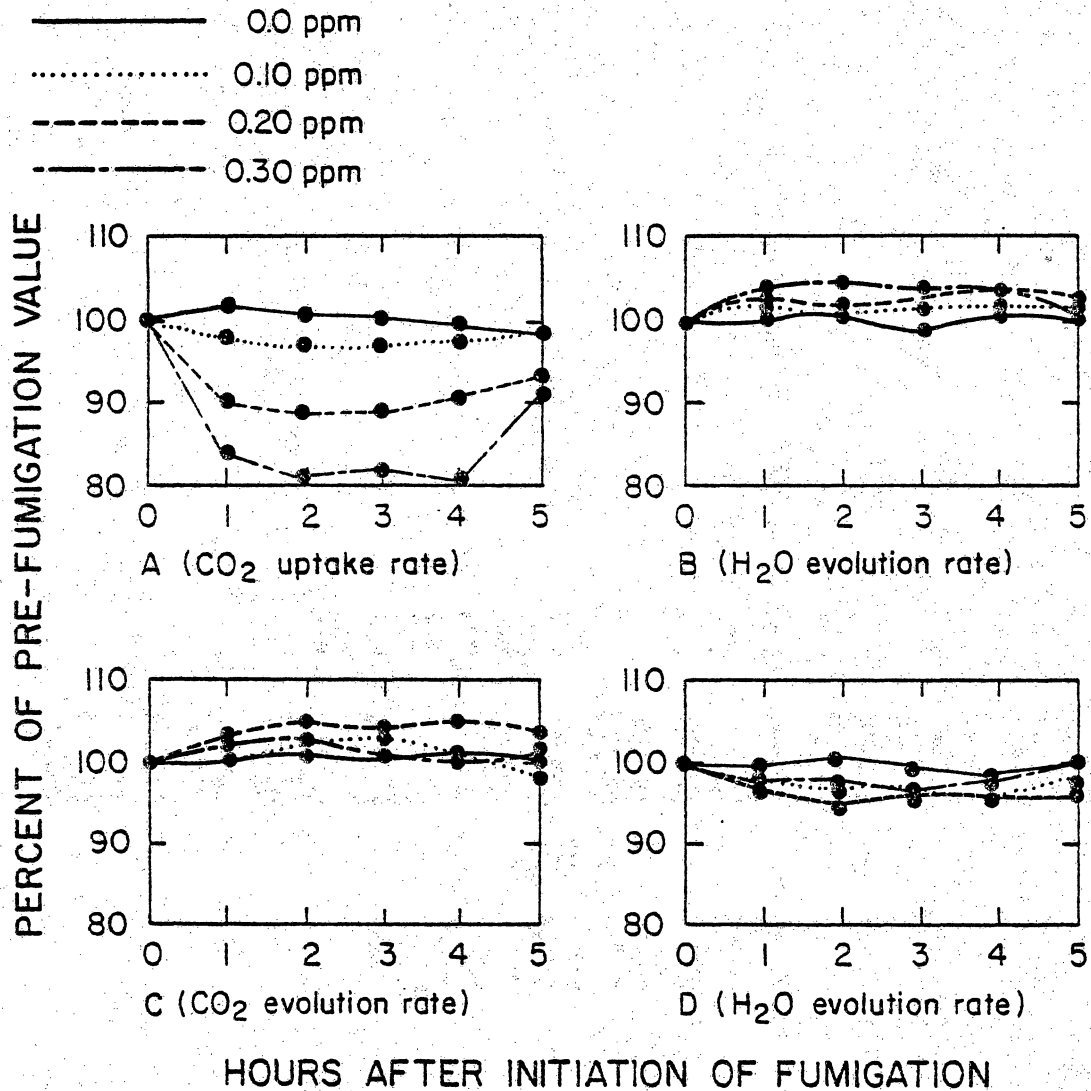 0.0 ppm
0.10 ppm
0.20 ppm
0.30 ppm
PERCENT OF PRE-FUMIGATION VALUE
110
100
90
80
0 1 2 3 4 5
A (CO₂ uptake rate)
110
100
90
80
0 1 2 3 4 5
B (H₂O evolution rate)
110
100
90
80
0 1 2 3 4 5
C (CO₂ evolution rate)
110
100
90
80
0 1 2 3 4 5
D (H₂O evolution rate)
HOURS AFTER INITIATION OF FUMIGATION